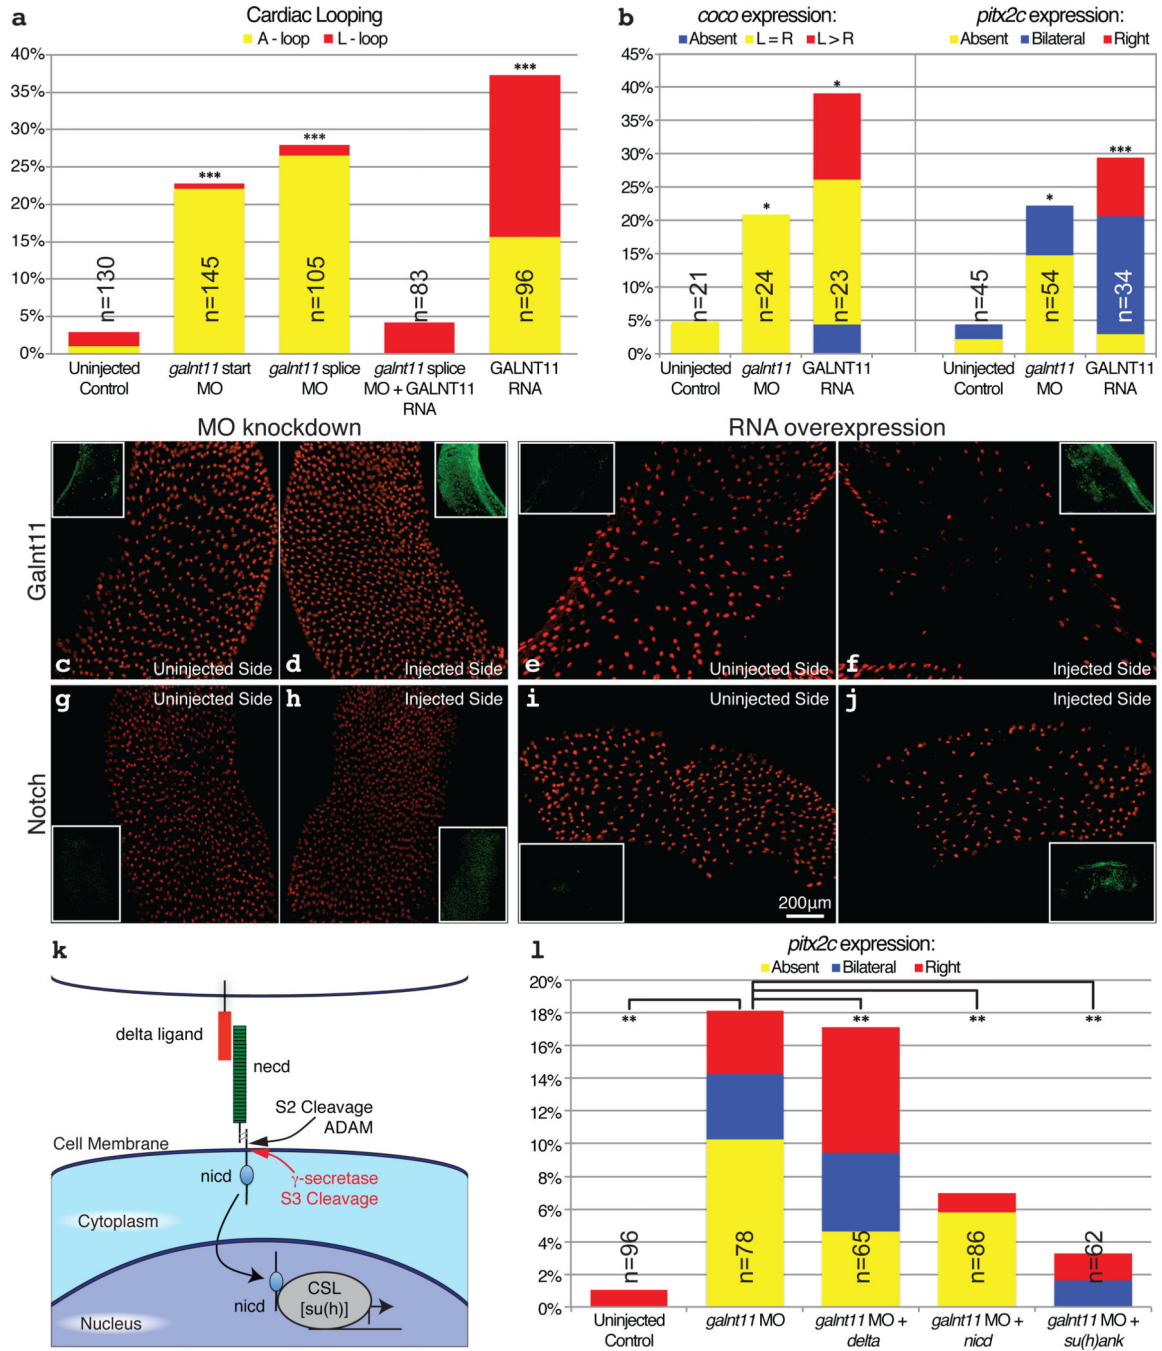 a
Cardiac Looping
A - loop L - loop
40%
35%
30%
25%
20%
15%
10%
5%
0%
***
***
***
n=130
n=145
n=105
n=83
n=96
Uninjected
Control
galnt11 start
MO
galnt11 splice
MO
galnt11 splice
MO + GALNT11
RNA
GALNT11
RNA
b
coco expression:
Absent L = R L > R
pitx2c expression:
Absent Bilateral Right
45%
40%
35%
30%
25%
20%
15%
10%
5%
0%
*
*
*
***
n=21
n=24
n=23
n=45
n=54
n=34
Uninjected
Control
galnt11
MO
GALNT11
RNA
Uninjected
Control
galnt11
MO
GALNT11
RNA
MO knockdown
RNA overexpression
Galnt11
c Uninjected Side
d Injected Side
e Uninjected Side
f Injected Side
Notch
g Uninjected Side
h Injected Side
i Uninjected Side
j Injected Side
200µm
k
delta ligand
necd
S2 Cleavage
ADAM
Cell Membrane
nicd
γ-secretase
S3 Cleavage
Cytoplasm
nicd
CSL
[su(h)]
Nucleus
l
pitx2c expression:
Absent Bilateral Right
20%
18%
16%
14%
12%
10%
8%
6%
4%
2%
0%
**
**
**
**
n=96
n=78
n=65
n=86
n=62
Uninjected
Control
galnt11 MO
galnt11 MO +
delta
galnt11 MO +
nicd
galnt11 MO +
su(h)ank